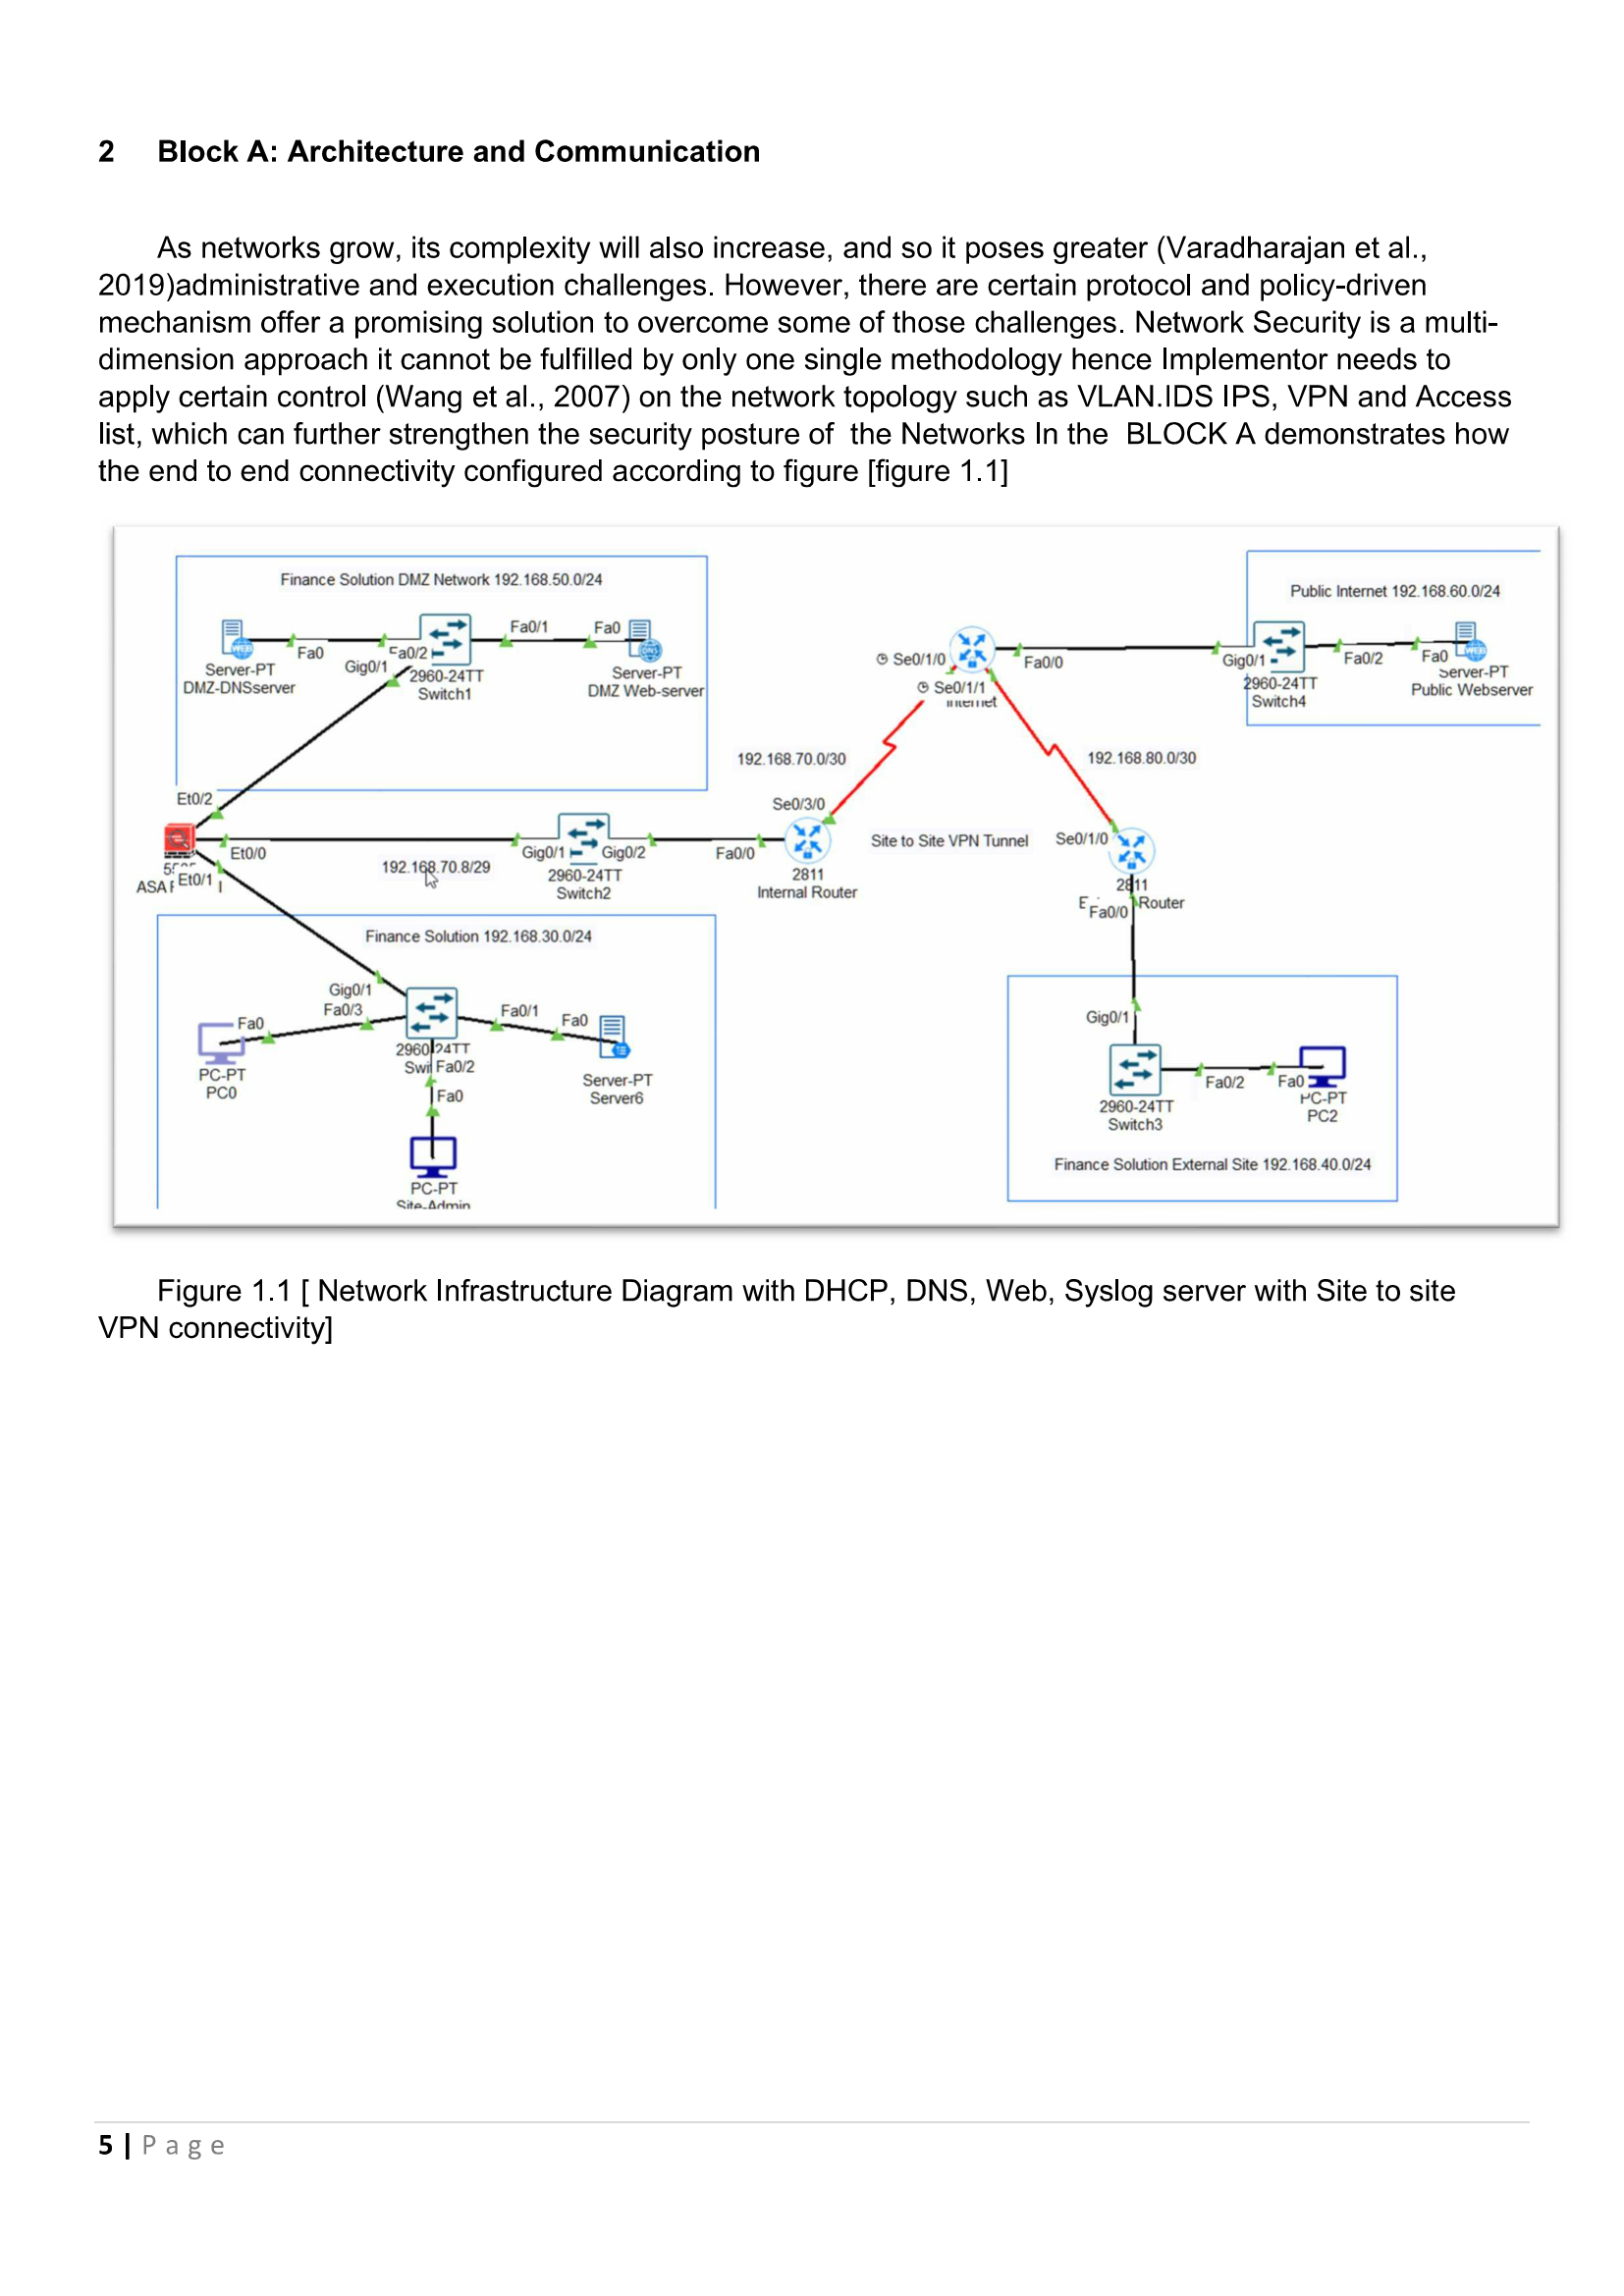 2 Block A: Architecture and Communication
As networks grow, its complexity will also increase, and so it poses greater (Varadharajan et al.,
2019)administrative and execution challenges. However, there are certain protocol and policy-driven
mechanism offer a promising solution to overcome some of those challenges. Network Security is a multi-
dimension approach it cannot be fulfilled by only one single methodology hence Implementor needs to
apply certain control (Wang et al., 2007) on the network topology such as VLAN.IDS IPS, VPN and Access
list, which can further strengthen the security posture of the Networks In the BLOCK A demonstrates how
the end to end connectivity configured according to figure [figure 1.1]
Finance Solution DMZ Network 192.168.50.0/24
Fa0
Gig0/1
Fa0/2
Fa0/1
Fa0
Server-PT
DMZ-DNSserver
2960-24TT
Switch1
Server-PT
DMZ Web-server
Public Internet 192.168.60.0/24
Se0/1/0
Se0/1/1
Internet
Fa0/0
Gig0/1
Fa0/2
Fa0
2960-24TT
Switch4
Server-PT
Public Webserver
192.168.70.0/30
192.168.80.0/30
Et0/2
Et0/0
Et0/1
ASA
192.168.70.8/29
Gig0/1
Gig0/2
2960-24TT
Switch2
Fa0/0
Se0/3/0
2811
Internal Router
Site to Site VPN Tunnel
Se0/1/0
2811
Router
Fa0/0
Finance Solution 192.168.30.0/24
Gig0/1
Fa0/3
Fa0
Fa0/1
Fa0
PC-PT
PC0
2960-24TT
Fa0/2
Fa0
Server-PT
Server6
PC-PT
Site-Admin
Gig0/1
Fa0/2
Fa0
2960-24TT
Switch3
PC-PT
PC2
Finance Solution External Site 192.168.40.0/24
Figure 1.1 [ Network Infrastructure Diagram with DHCP, DNS, Web, Syslog server with Site to site
VPN connectivity]
5 | Page